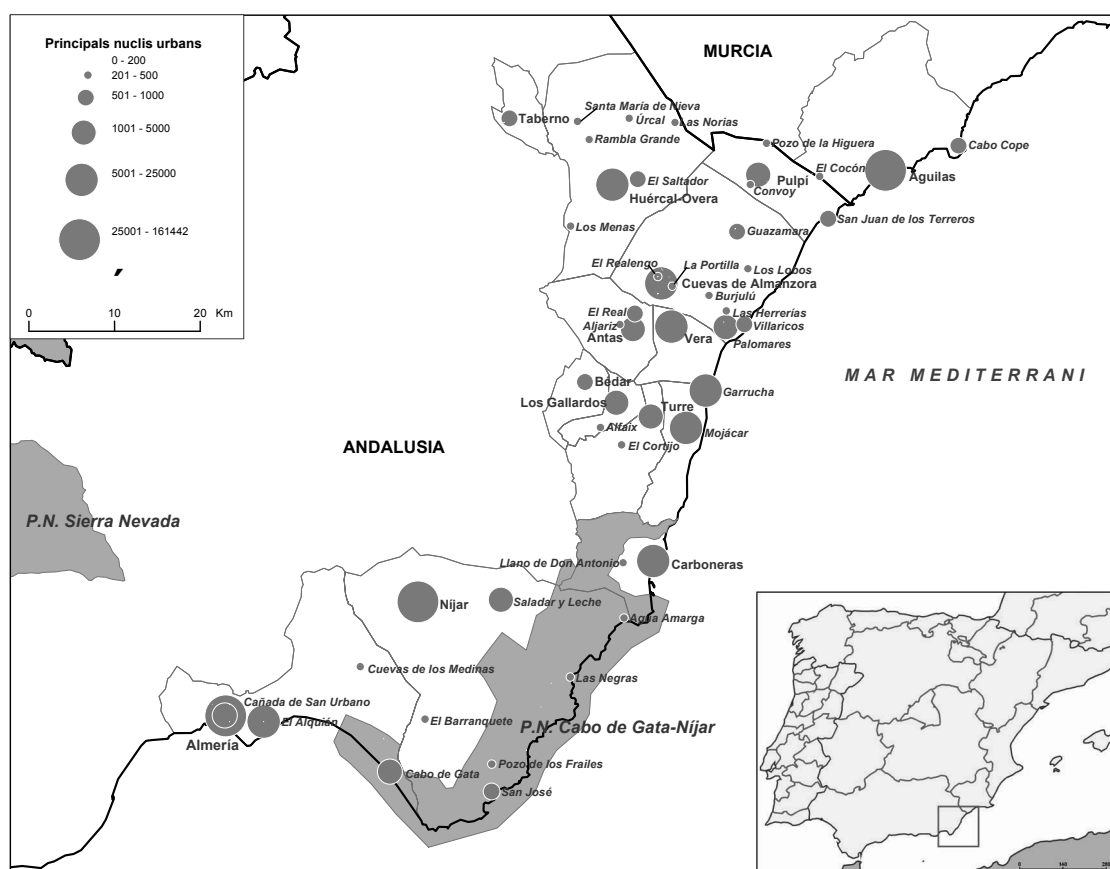 Principals nuclis urbans
0 - 200
201 - 500
501 - 1000
1001 - 5000
5001 - 25000
25001 - 161442
0 10 20 Km
MURCIA
Santa María de Nieva
Taberno
Úrcal
Las Norias
Rambla Grande
Pozo de la Higuera
Cabo Cope
El Cocón
Águilas
El Saltador
Pulpí
Convoy
Huércal-Overa
San Juan de los Terreros
Los Menas
Guazamara
El Realengo
La Portilla
Los Lobos
Cuevas de Almanzora
Burjulú
El Real
Las Herrerías
Aljariz
Villaricos
Antas
Vera
Palomares
MAR MEDITERRANI
Bédar
Garrucha
Los Gallardos
Turre
Alfaix
Mojácar
El Cortijo
ANDALUSIA
P.N. Sierra Nevada
Llano de Don Antonio
Carboneras
Níjar
Saladar y Leche
Agua Amarga
Cuevas de los Medinas
Las Negras
Cañada de San Urbano
El Alquián
El Barranquete
P.N. Cabo de Gata-Níjar
Almería
Cabo de Gata
Pozo de los Frailes
San José
0